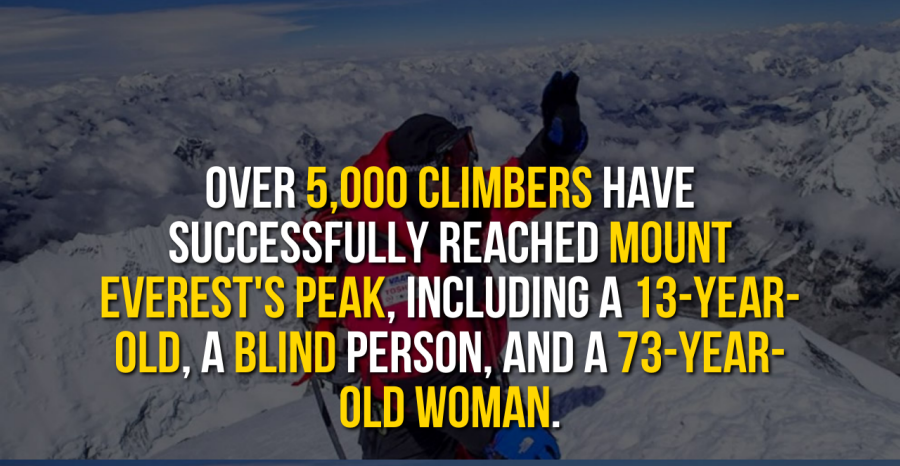 OVER 5,000 CLIMBERS HAVE
SUCCESSFULLY REACHED MOUNT
EVEREST'S PEAK, INCLUDING A 13-YEAR-
OLD, A BLIND PERSON, AND A 73-YEAR-
OLD WOMAN.